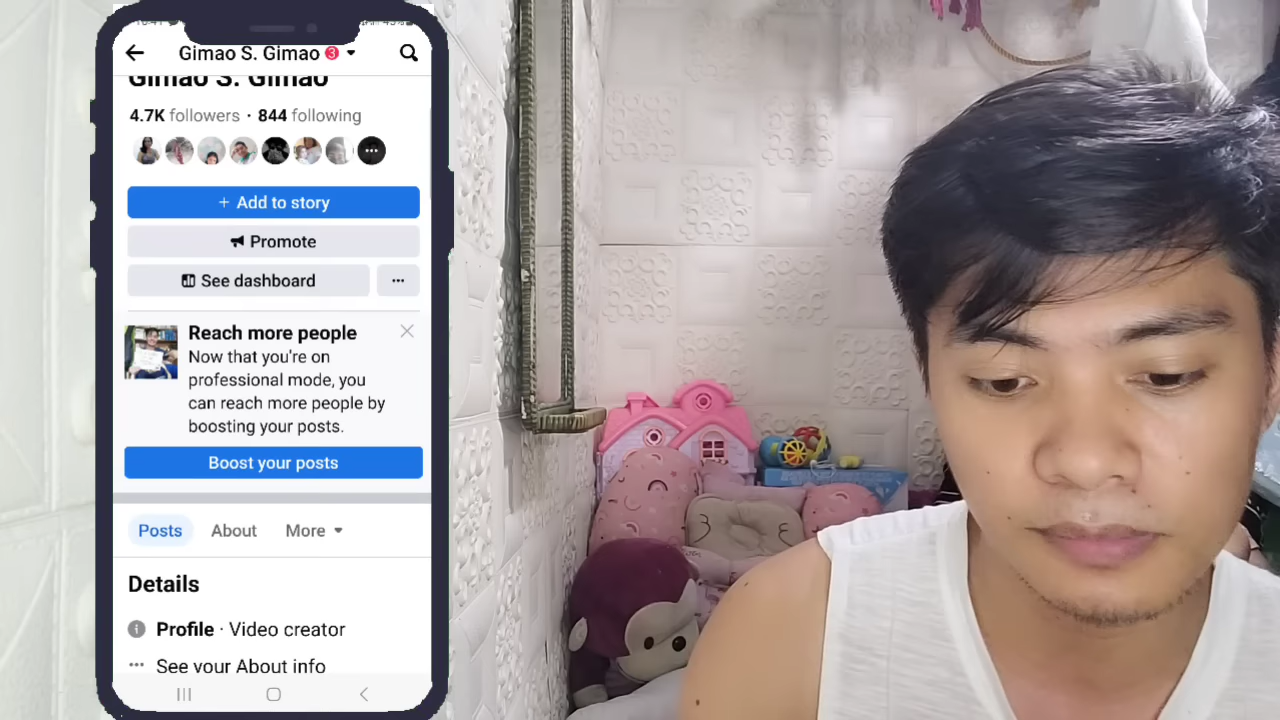 Gimao S. Gimao 3
Gimao S. Gimao
4.7K followers · 844 following
+ Add to story
Promote
See dashboard
Reach more people
Now that you're on
professional mode, you
can reach more people by
boosting your posts.
Boost your posts
Posts About More
Details
Profile · Video creator
See your About info